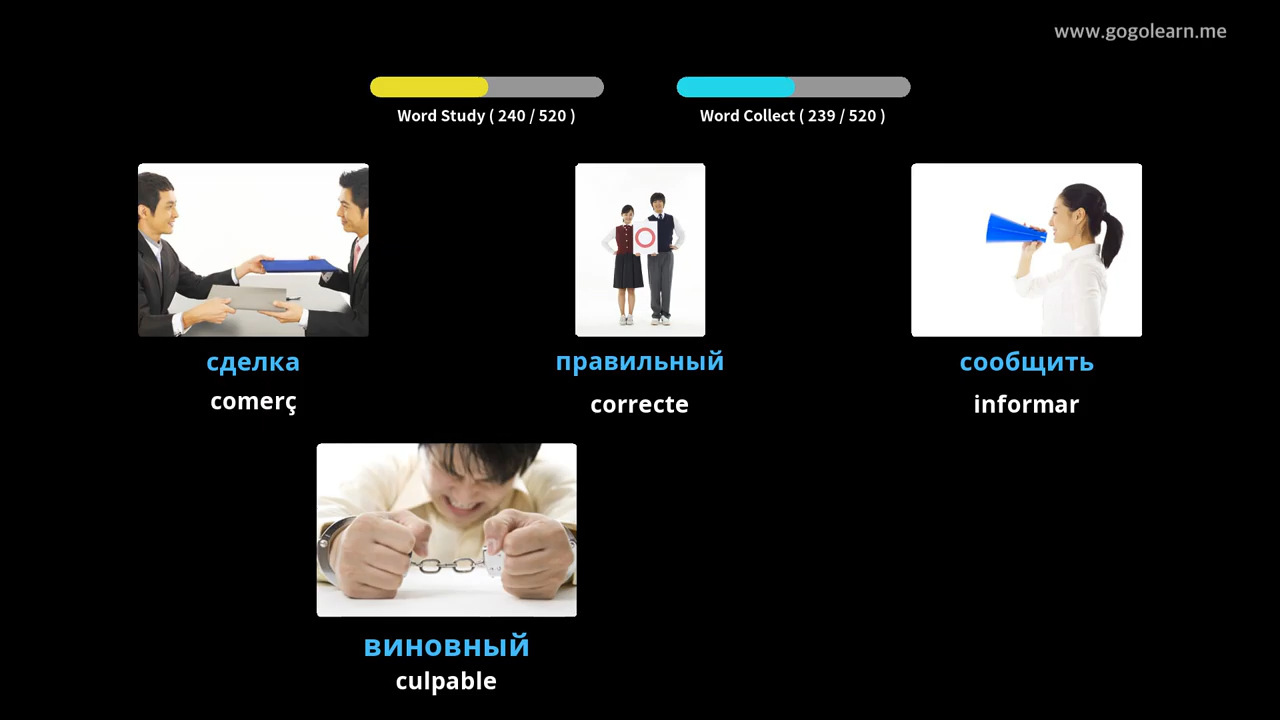 www.gogolearn.me
Word Study ( 240 / 520 )
Word Collect ( 239 / 520 )
сделка
comerç
правильный
correcte
сообщить
informar
виновный
culpable